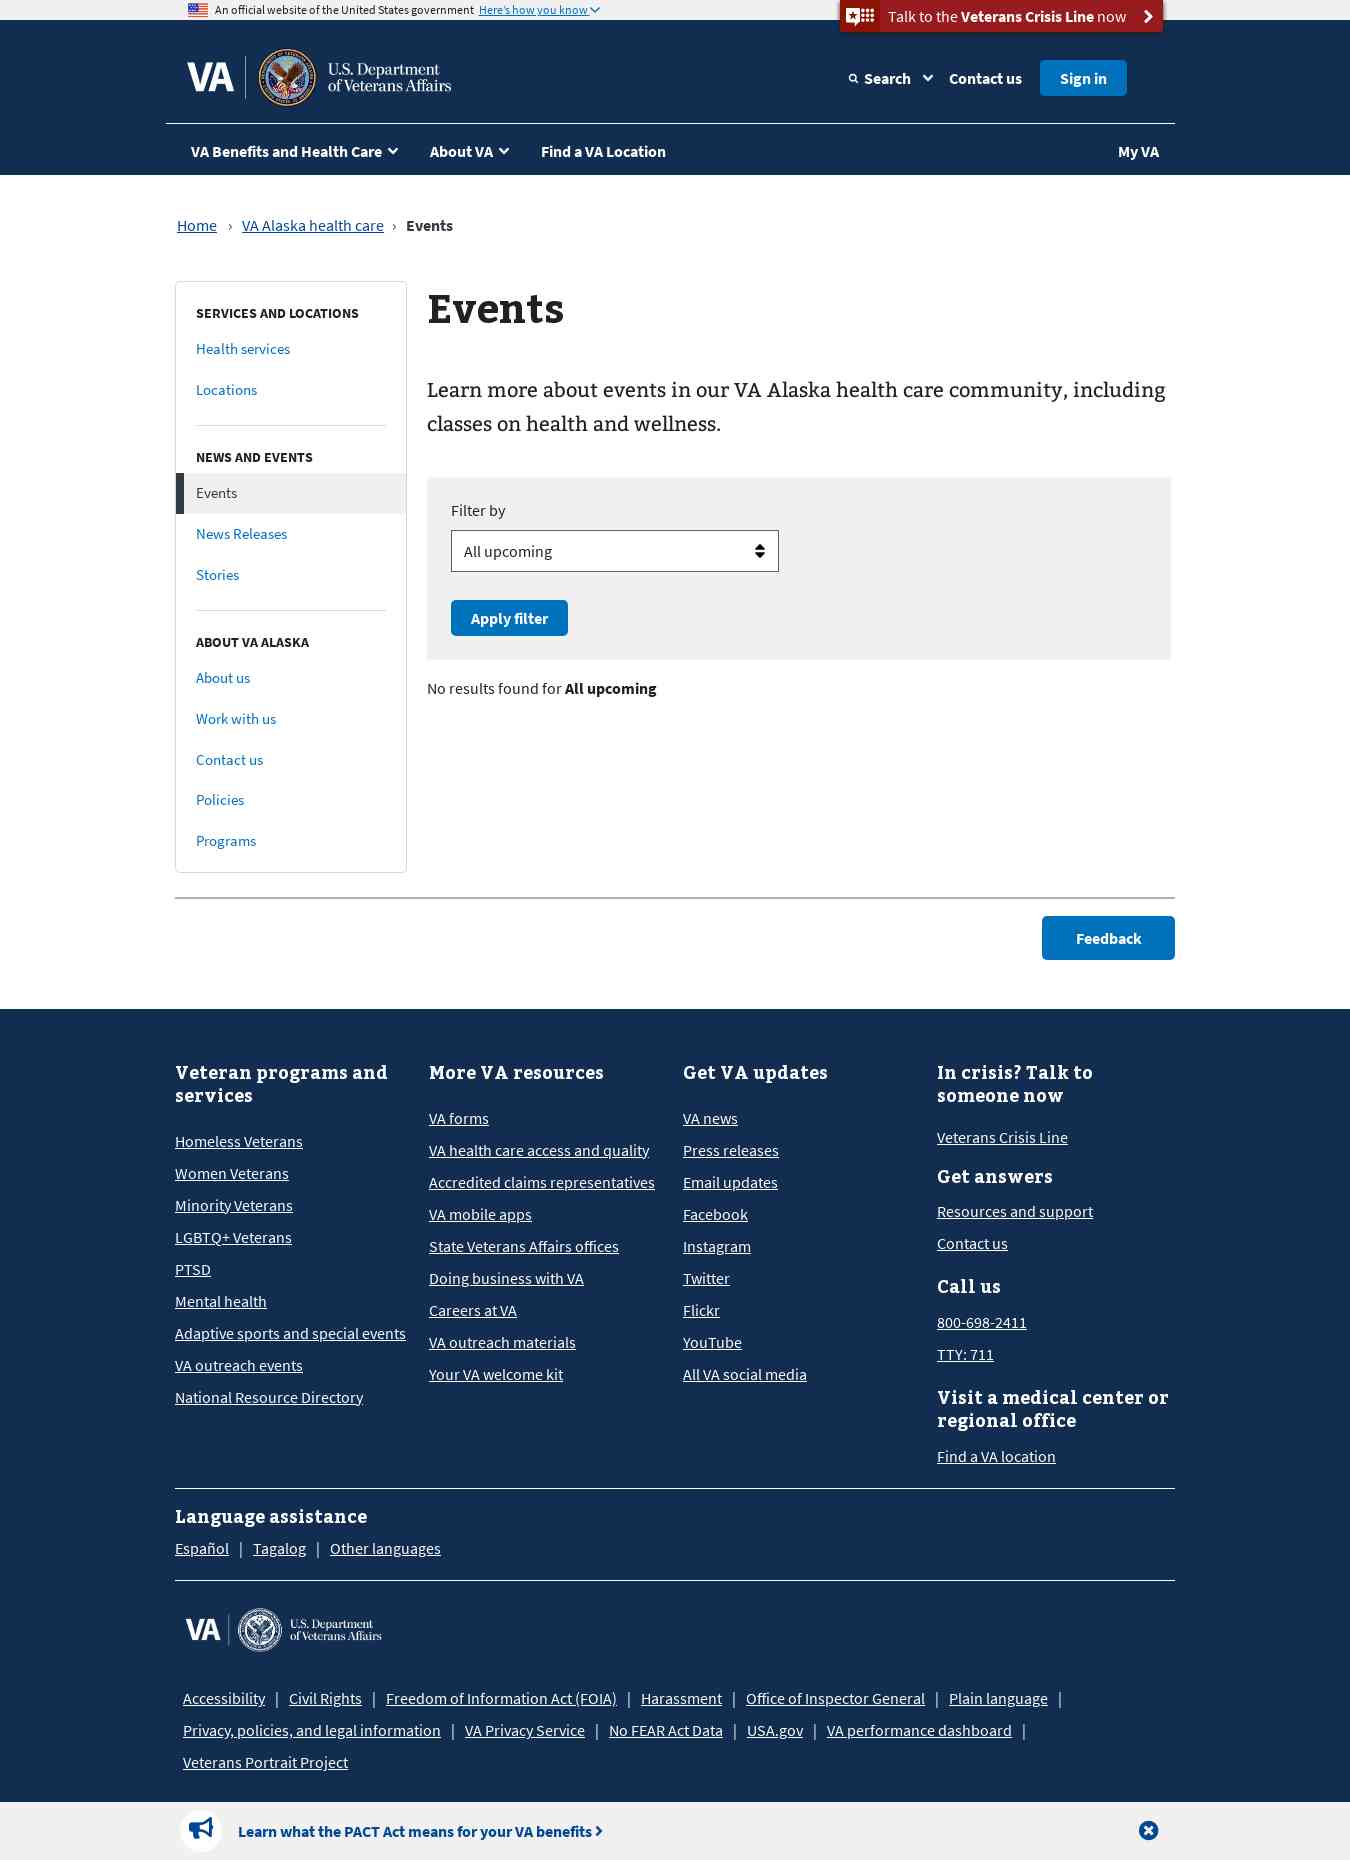 An official website of the United States government Here's how you know
Talk to the Veterans Crisis Line now
VA
U.S. Department
of Veterans Affairs
Search
Contact us
Sign in
VA Benefits and Health Care
About VA
Find a VA Location
My VA
Home › VA Alaska health care › Events
SERVICES AND LOCATIONS
Health services
Locations
NEWS AND EVENTS
Events
News Releases
Stories
ABOUT VA ALASKA
About us
Work with us
Contact us
Policies
Programs
Events
Learn more about events in our VA Alaska health care community, including
classes on health and wellness.
Filter by
All upcoming
Apply filter
No results found for All upcoming
Feedback
Veteran programs and
services
Homeless Veterans
Women Veterans
Minority Veterans
LGBTQ+ Veterans
PTSD
Mental health
Adaptive sports and special events
VA outreach events
National Resource Directory
More VA resources
VA forms
VA health care access and quality
Accredited claims representatives
VA mobile apps
State Veterans Affairs offices
Doing business with VA
Careers at VA
VA outreach materials
Your VA welcome kit
Get VA updates
VA news
Press releases
Email updates
Facebook
Instagram
Twitter
Flickr
YouTube
All VA social media
In crisis? Talk to
someone now
Veterans Crisis Line
Get answers
Resources and support
Contact us
Call us
800-698-2411
TTY: 711
Visit a medical center or
regional office
Find a VA location
Language assistance
Español | Tagalog | Other languages
VA
U.S. Department
of Veterans Affairs
Accessibility | Civil Rights | Freedom of Information Act (FOIA) | Harassment | Office of Inspector General | Plain language |
Privacy, policies, and legal information | VA Privacy Service | No FEAR Act Data | USA.gov | VA performance dashboard |
Veterans Portrait Project
Learn what the PACT Act means for your VA benefits